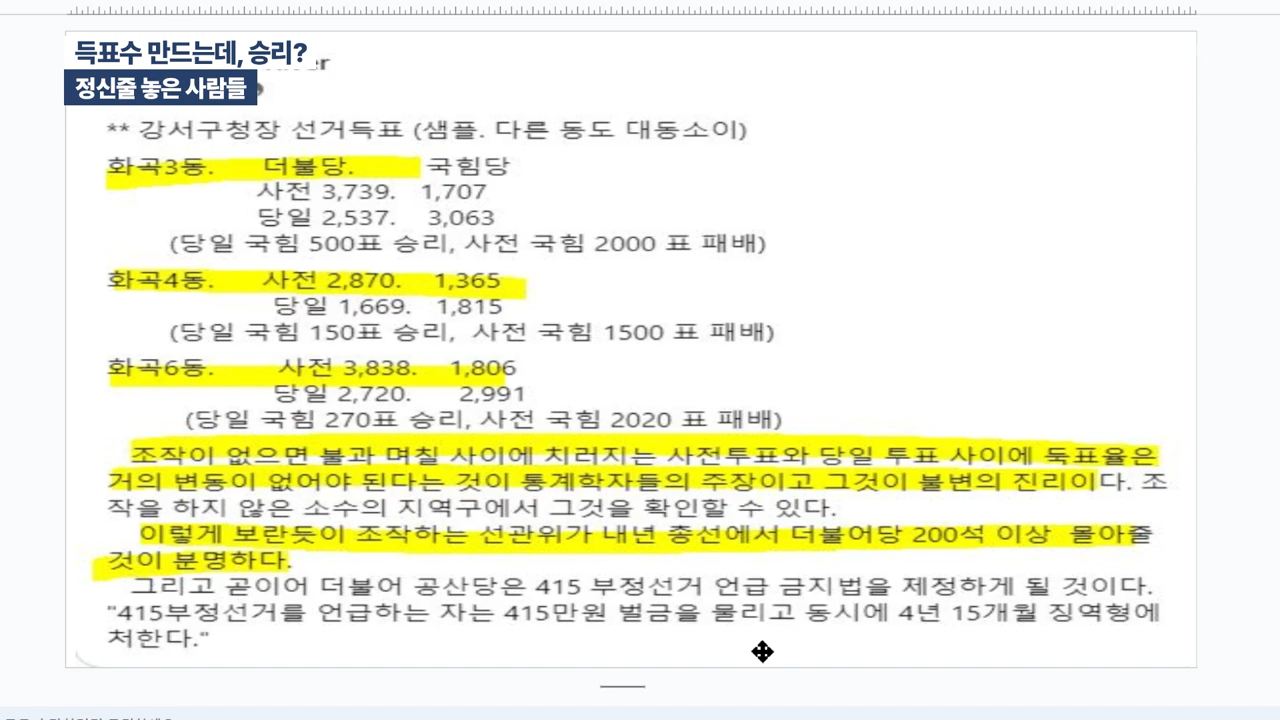 득표수 만드는데, 승리?
정신줄 놓은 사람들
** 강서구청장 선거득표 (샘플. 다른 동도 대동소이)
화곡3동. 더불당. 국힘당
사전 3,739. 1,707
당일 2,537. 3,063
(당일 국힘 500표 승리, 사전 국힘 2000 표 패배)
화곡4동. 사전 2,870. 1,365
당일 1,669. 1,815
(당일 국힘 150표 승리, 사전 국힘 1500 표 패배)
화곡6동. 사전 3,838. 1,806
당일 2,720. 2,991
(당일 국힘 270표 승리, 사전 국힘 2020 표 패배)
조작이 없으면 불과 며칠 사이에 치러지는 사전투표와 당일 투표 사이에 둑표율은
거의 변동이 없어야 된다는 것이 통계학자들의 주장이고 그것이 불변의 진리이다. 조
작을 하지 않은 소수의 지역구에서 그것을 확인할 수 있다.
이렇게 보란듯이 조작하는 선관위가 내년 총선에서 더불어당 200석 이상 몰아줄
것이 분명하다.
그리고 곧이어 더불어 공산당은 415 부정선거 언급 금지법을 제정하게 될 것이다.
"415부정선거를 언급하는 자는 415만원 벌금을 물리고 동시에 4년 15개월 징역형에
처한다."